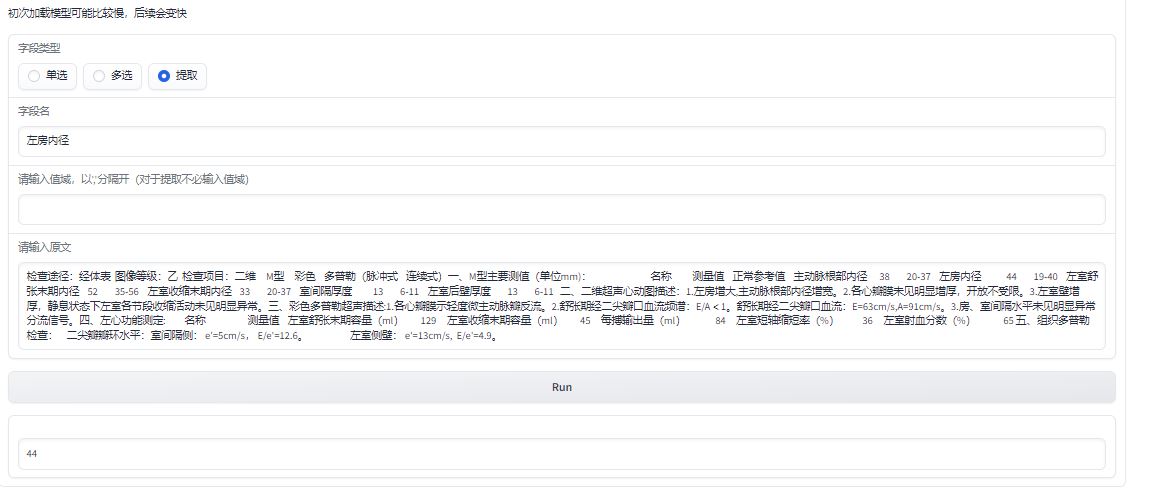 初次加载模型可能比较慢，后续会变快
字段类型
单选 多选 提取
字段名
左房内径
请输入值域，以';'分隔开（对于提取不必输入值域）
请输入原文
检查途径：经体表 图像等级：乙 检查项目：二维 M型 彩色 多普勒（脉冲式 连续式）一、M型主要测值（单位mm)： 名称 测量值 正常参考值 主动脉根部内径 38 20-37 左房内径 44 19-40 左室舒
张末期内径 52 35-56 左室收缩末期内径 33 20-37 室间隔厚度 13 6-11 左室后壁厚度 13 6-11 二、二维超声心动图描述：1.左房增大,主动脉根部内径增宽。2.各心瓣膜未见明显增厚，开放不受限。3.左室壁增
厚，静息状态下左室各节段收缩活动未见明显异常。三、彩色多普勒超声描述:1.各心瓣膜示轻度微主动脉瓣反流。2.舒张期经二尖瓣口血流频谱：E/A＜1。舒张期经二尖瓣口血流：E=63cm/s,A=91cm/s。3.房、室间隔水平未见明显异常
分流信号。四、左心功能测定: 名称 测量值 左室舒张末期容量（ml） 129 左室收缩末期容量（ml） 45 每搏输出量（ml） 84 左室短轴缩短率（%） 36 左室射血分数（%） 65 五、组织多普勒
检查： 二尖瓣瓣环水平：室间隔侧： e'=5cm/s， E/e'=12.6。 左室侧壁： e'=13cm/s, E/e'=4.9。
Run
44